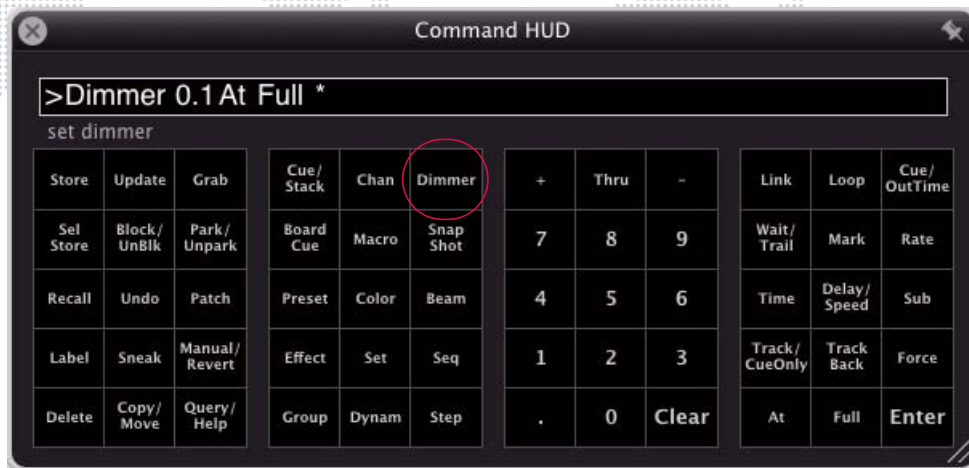 Command HUD
>Dimmer 0.1 At Full *
set dimmer
Store Update Grab Cue/ Stack Chan Dimmer + Thru - Link Loop Cue/ OutTime
Sel Store Block/ UnBlk Park/ Unpark Board Cue Macro Snap Shot 7 8 9 Wait/ Trail Mark Rate
Recall Undo Patch Preset Color Beam 4 5 6 Time Delay/ Speed Sub
Label Sneak Manual/ Revert Effect Set Seq 1 2 3 Track/ CueOnly Track Back Force
Delete Copy/ Move Query/ Help Group Dynam Step . 0 Clear At Full Enter